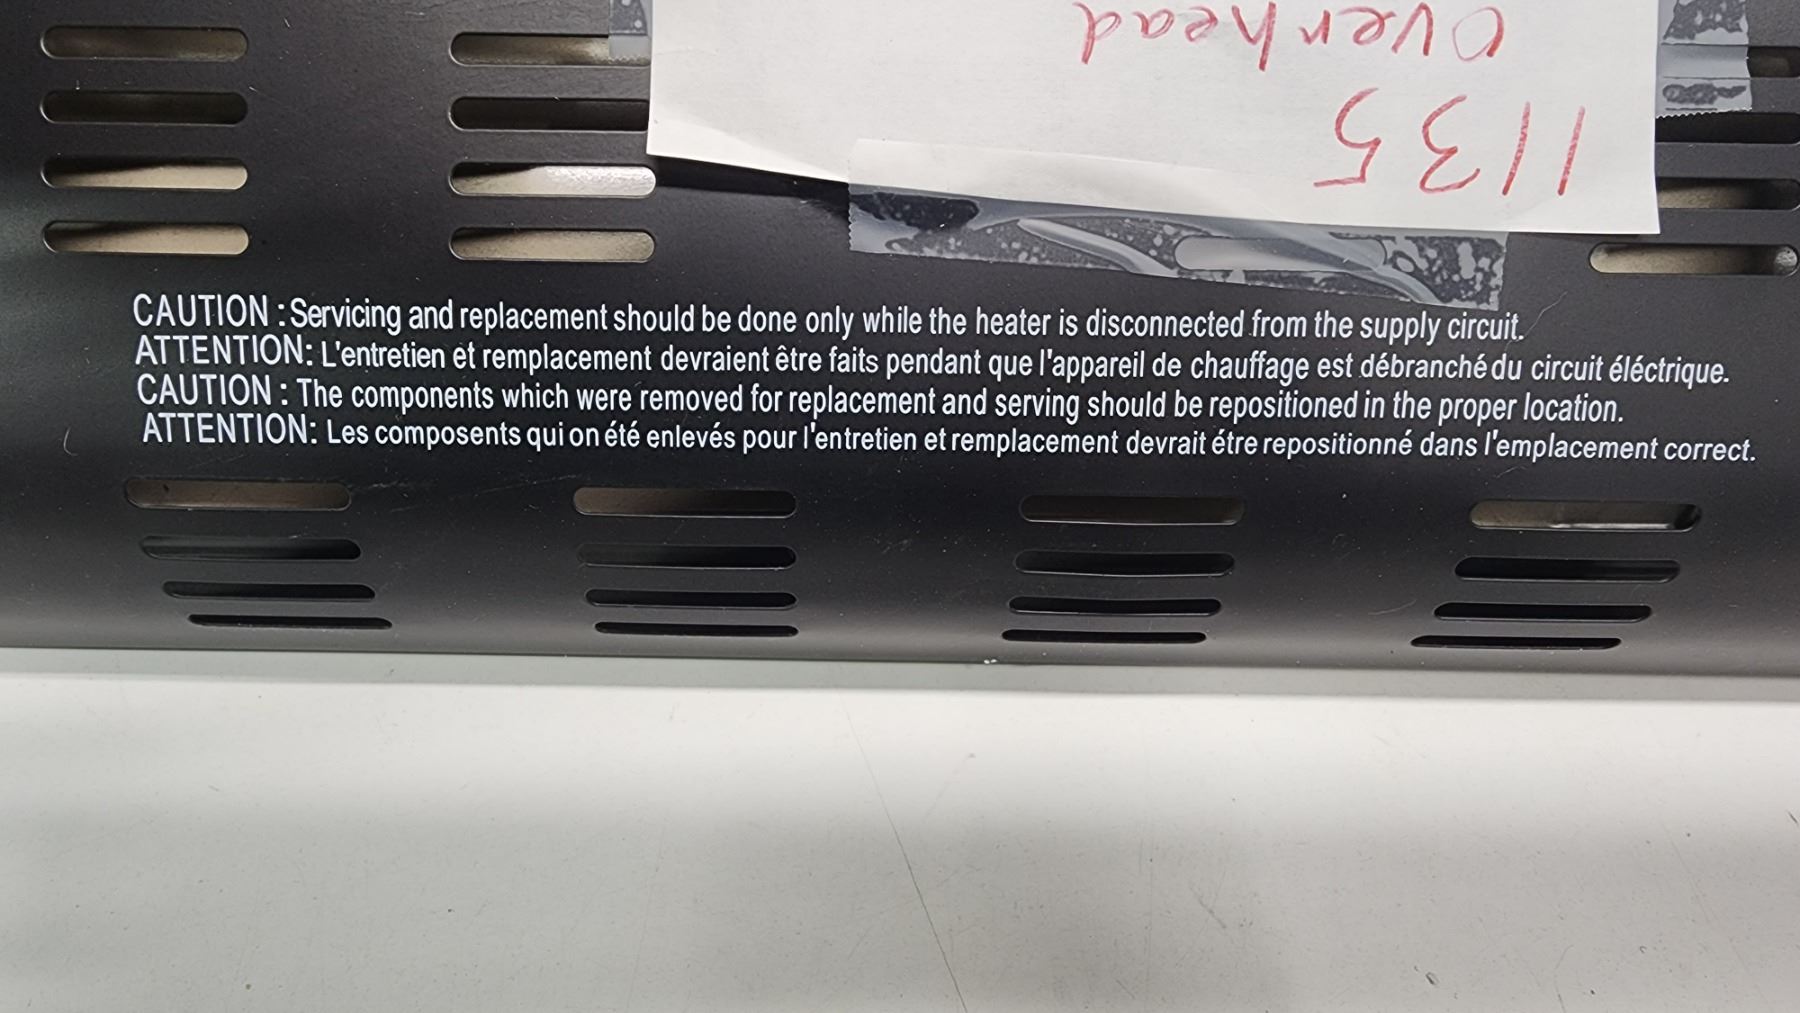 overhead
1135
CAUTION : Servicing and replacement should be done only while the heater is disconnected from the supply circuit.
ATTENTION: L'entretien et remplacement devraient être faits pendant que l'appareil de chauffage est débranché du circuit éléctrique.
CAUTION : The components which were removed for replacement and serving should be repositioned in the proper location.
ATTENTION: Les composents qui on été enlevés pour l'entretien et remplacement devrait étre repositionné dans l'emplacement correct.